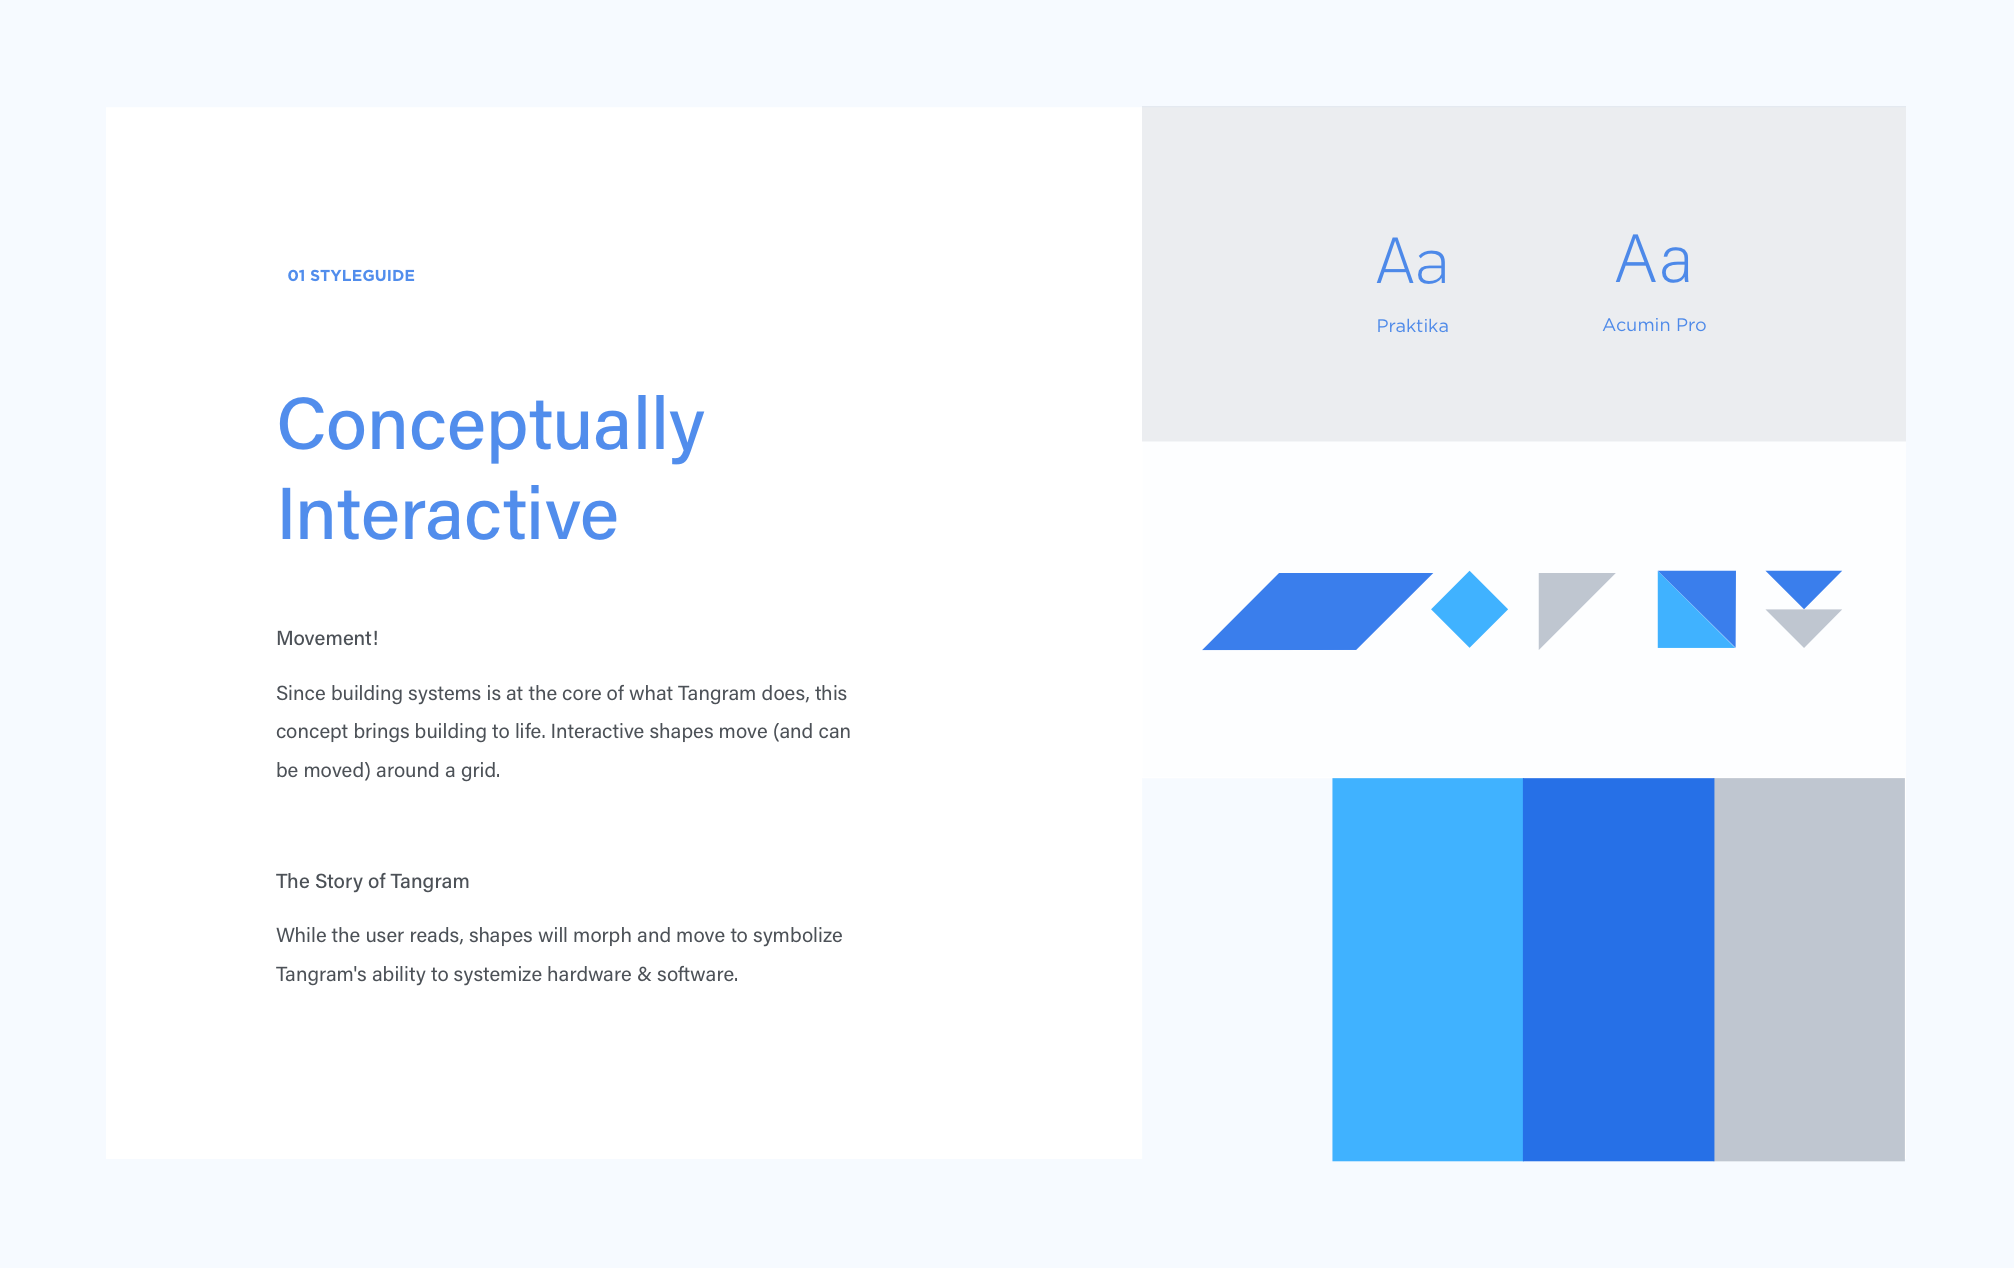 01 STYLEGUIDE
Conceptually
Interactive
Movement!
Since building systems is at the core of what Tangram does, this
concept brings building to life. Interactive shapes move (and can
be moved) around a grid.
The Story of Tangram
While the user reads, shapes will morph and move to symbolize
Tangram's ability to systemize hardware & software.
Aa
Praktika
Aa
Acumin Pro